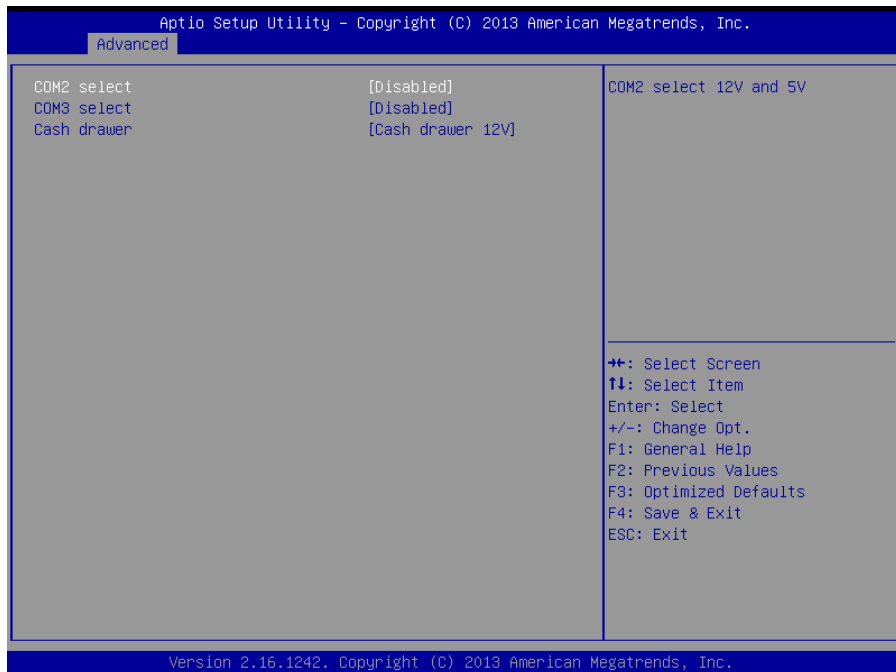 Aptio Setup Utility – Copyright (C) 2013 American Megatrends, Inc.
Advanced
COM2 select [Disabled]
COM3 select [Disabled]
Cash drawer [Cash drawer 12V]
COM2 select 12V and 5V
→←: Select Screen
↑↓: Select Item
Enter: Select
+/-: Change Opt.
F1: General Help
F2: Previous Values
F3: Optimized Defaults
F4: Save & Exit
ESC: Exit
Version 2.16.1242. Copyright (C) 2013 American Megatrends, Inc.